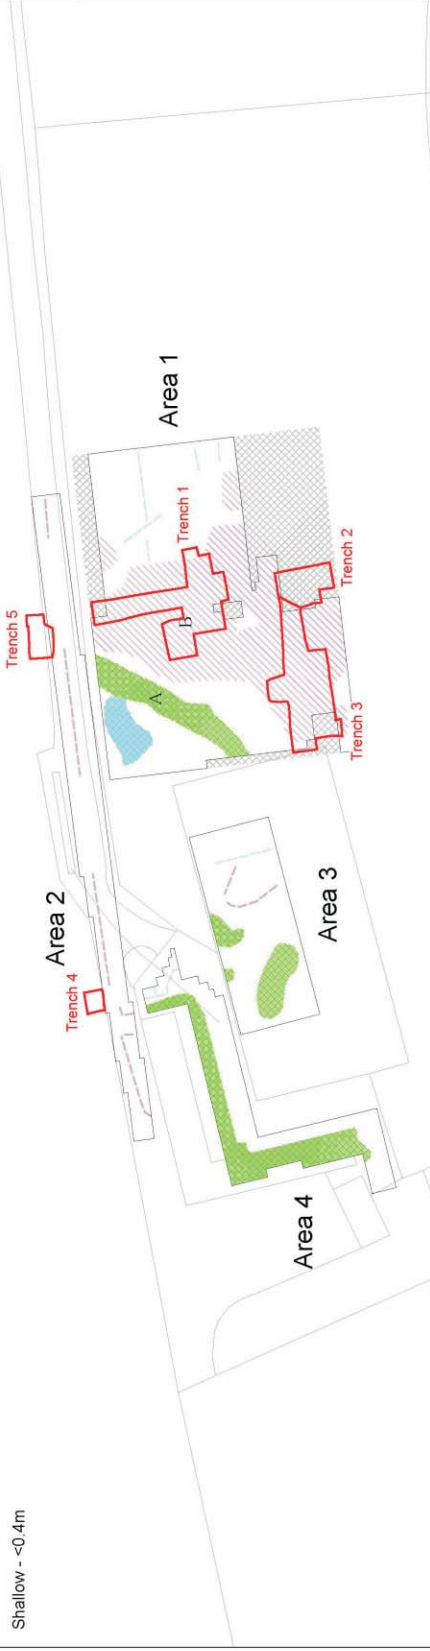 Shallow - <0.4m
Area 4
Area 2
Trench 4
Area 3
Trench 5
Area 1
Trench 1
Trench 2
Trench 3
A
B